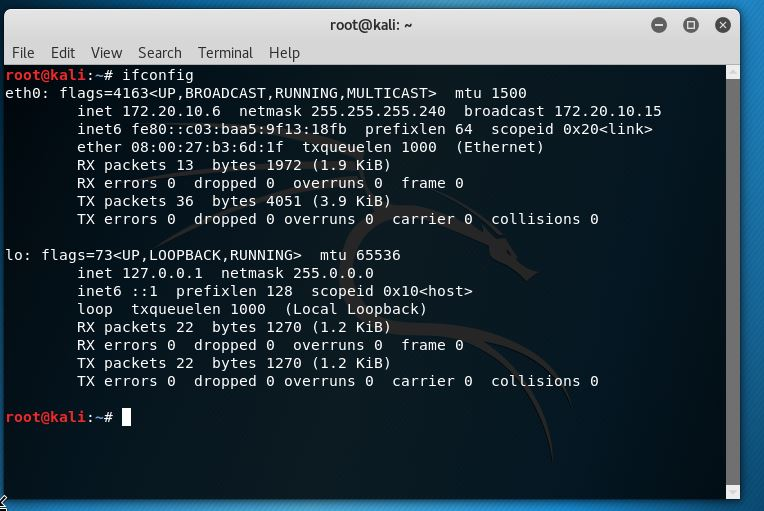 root@kali: ~
File Edit View Search Terminal Help
root@kali:~# ifconfig
eth0: flags=4163<UP,BROADCAST,RUNNING,MULTICAST>  mtu 1500
        inet 172.20.10.6  netmask 255.255.255.240  broadcast 172.20.10.15
        inet6 fe80::c03:baa5:9f13:18fb  prefixlen 64  scopeid 0x20<link>
        ether 08:00:27:b3:6d:1f  txqueuelen 1000  (Ethernet)
        RX packets 13  bytes 1972 (1.9 KiB)
        RX errors 0  dropped 0  overruns 0  frame 0
        TX packets 36  bytes 4051 (3.9 KiB)
        TX errors 0  dropped 0 overruns 0  carrier 0  collisions 0

lo: flags=73<UP,LOOPBACK,RUNNING>  mtu 65536
        inet 127.0.0.1  netmask 255.0.0.0
        inet6 ::1  prefixlen 128  scopeid 0x10<host>
        loop  txqueuelen 1000  (Local Loopback)
        RX packets 22  bytes 1270 (1.2 KiB)
        RX errors 0  dropped 0  overruns 0  frame 0
        TX packets 22  bytes 1270 (1.2 KiB)
        TX errors 0  dropped 0 overruns 0  carrier 0  collisions 0

root@kali:~#